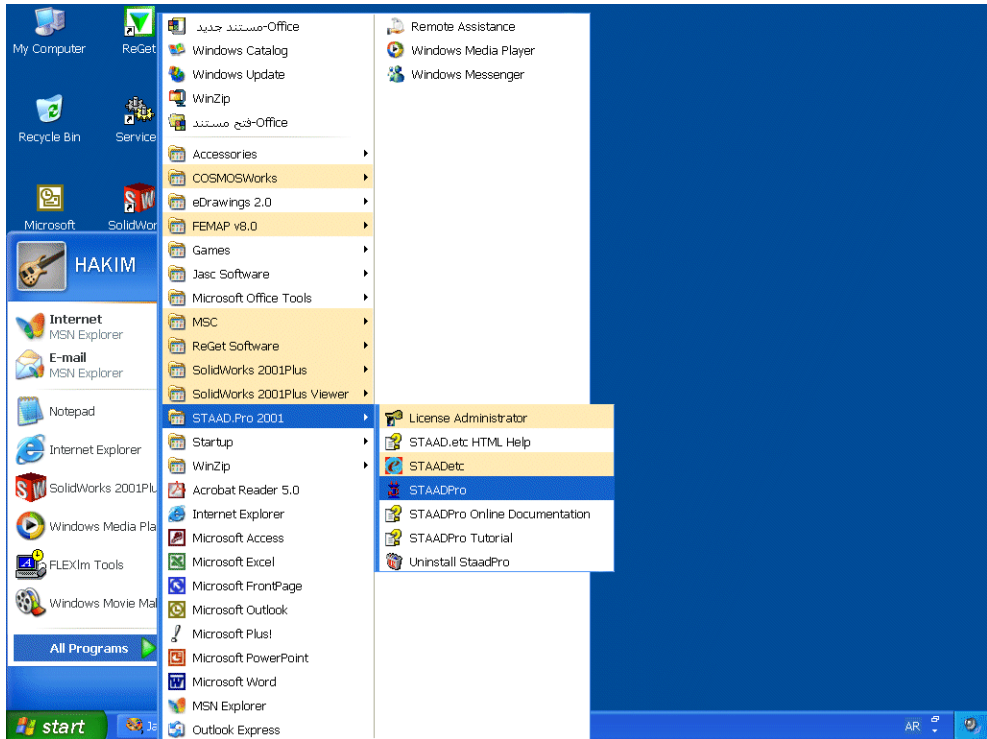 My Computer
ReGet
Recycle Bin
Service
Microsoft
SolidWor
HAKIM
Internet
MSN Explorer
E-mail
MSN Explorer
Notepad
Internet Explorer
SolidWorks 2001Plu
Windows Media Pla
FLEXlm Tools
Windows Movie Mal
All Programs
start
Ja
مستند جديد-Office
Windows Catalog
Windows Update
WinZip
فتح مستند-Office
Accessories
COSMOSWorks
eDrawings 2.0
FEMAP v8.0
Games
Jasc Software
Microsoft Office Tools
MSC
ReGet Software
SolidWorks 2001Plus
SolidWorks 2001Plus Viewer
STAAD.Pro 2001
Startup
WinZip
Acrobat Reader 5.0
Internet Explorer
Microsoft Access
Microsoft Excel
Microsoft FrontPage
Microsoft Outlook
Microsoft Plus!
Microsoft PowerPoint
Microsoft Word
MSN Explorer
Outlook Express
Remote Assistance
Windows Media Player
Windows Messenger
License Administrator
STAAD.etc HTML Help
STAADetc
STAADPro
STAADPro Online Documentation
STAADPro Tutorial
Uninstall StaadPro
AR